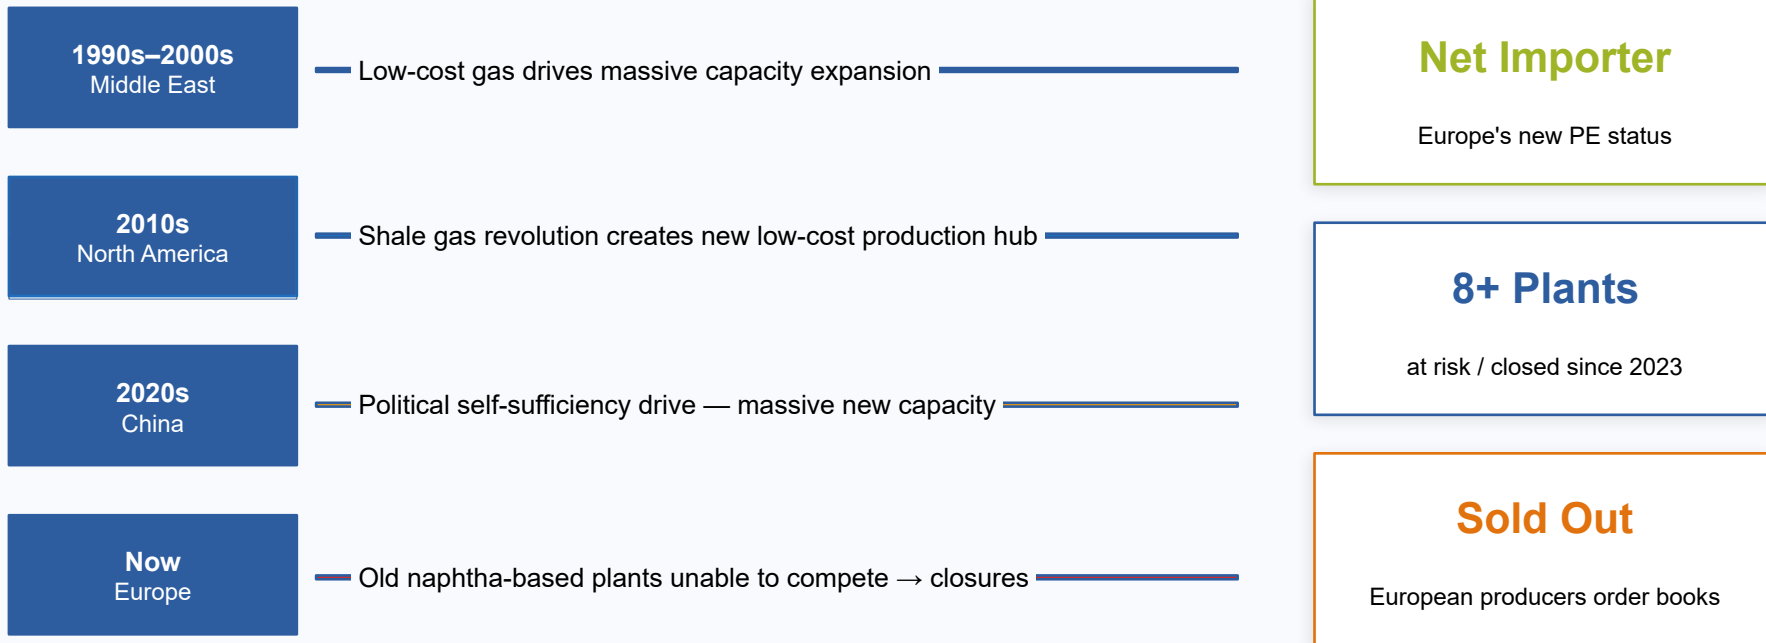 1990s–2000s
Middle East
Low-cost gas drives massive capacity expansion
2010s
North America
Shale gas revolution creates new low-cost production hub
2020s
China
Political self-sufficiency drive — massive new capacity
Now
Europe
Old naphtha-based plants unable to compete → closures
Net Importer
Europe's new PE status
8+ Plants
at risk / closed since 2023
Sold Out
European producers order books